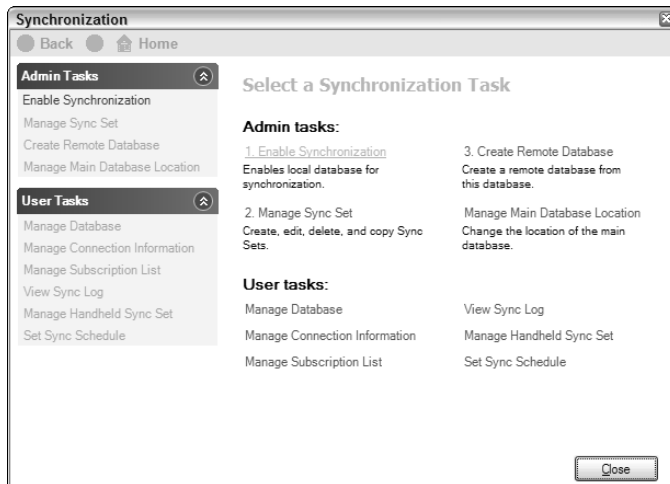 Synchronization
Back Home
Admin Tasks
Enable Synchronization
Manage Sync Set
Create Remote Database
Manage Main Database Location
User Tasks
Manage Database
Manage Connection Information
Manage Subscription List
View Sync Log
Manage Handheld Sync Set
Set Sync Schedule
Select a Synchronization Task
Admin tasks:
1. Enable Synchronization
Enables local database for
synchronization.
3. Create Remote Database
Create a remote database from
this database.
2. Manage Sync Set
Create, edit, delete, and copy Sync
Sets.
Manage Main Database Location
Change the location of the main
database.
User tasks:
Manage Database
View Sync Log
Manage Connection Information
Manage Handheld Sync Set
Manage Subscription List
Set Sync Schedule
Close